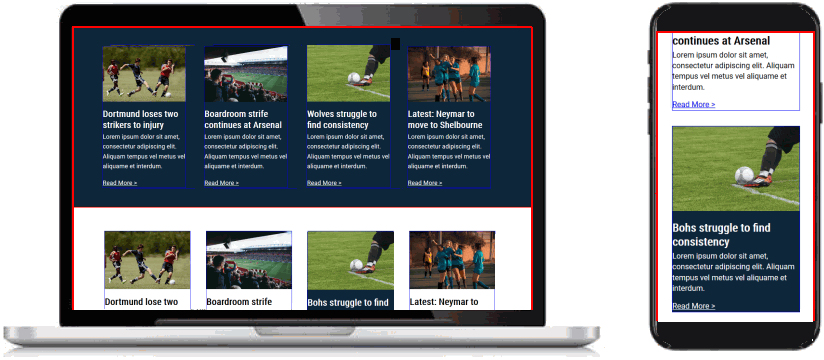 Dortmund loses two
strikers to injury
Lorem ipsum dolor sit amet,
consectetur adipiscing elit.
Aliquam tempus vel metus vel
aliquame et interdum.
Read More >
Boardroom strife
continues at Arsenal
Lorem ipsum dolor sit amet,
consectetur adipiscing elit.
Aliquam tempus vel metus vel
aliquame et interdum.
Read More >
Wolves struggle to
find consistency
Lorem ipsum dolor sit amet,
consectetur adipiscing elit.
Aliquam tempus vel metus vel
aliquame et interdum.
Read More >
Latest: Neymar to
move to Shelbourne
Lorem ipsum dolor sit amet,
consectetur adipiscing elit.
Aliquam tempus vel metus vel
aliquame et interdum.
Read More >
Dortmund lose two
Boardroom strife
Bohs struggle to find
Latest: Neymar to
continues at Arsenal
Lorem ipsum dolor sit amet,
consectetur adipiscing elit. Aliquam
tempus vel metus vel aliquame et
interdum.
Read More >
Bohs struggle to find
consistency
Lorem ipsum dolor sit amet,
consectetur adipiscing elit. Aliquam
tempus vel metus vel aliquame et
interdum.
Read More >